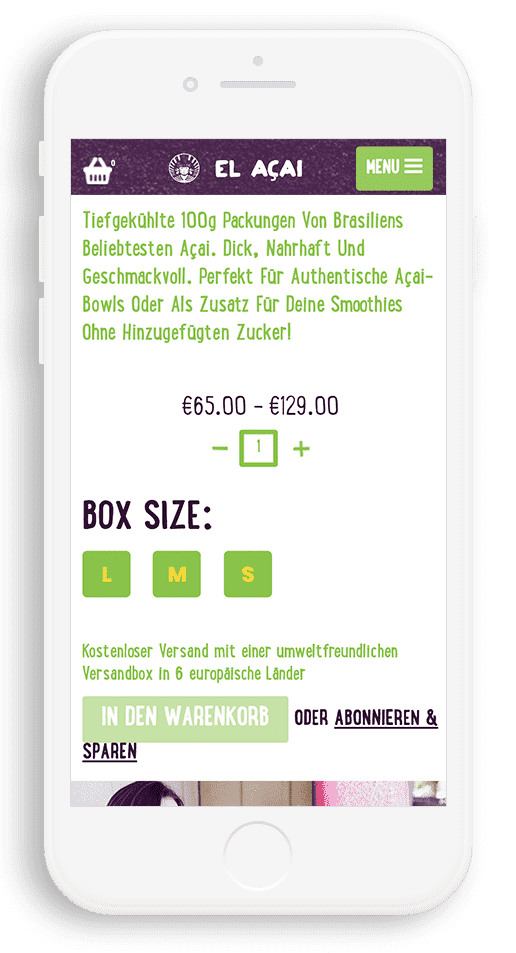 0
EL AÇAI
MENU
Tiefgekühlte 100g Packungen Von Brasiliens
Beliebtesten Açai. Dick, Nahrhaft Und
Geschmackvoll. Perfekt Für Authentische Açai-
Bowls Oder Als Zusatz Für Deine Smoothies
Ohne Hinzugefügten Zucker!
€65.00 – €129.00
− 1 +
BOX SIZE:
L M S
Kostenloser Versand mit einer umweltfreundlichen
Versandbox in 6 europäische Länder
IN DEN WARENKORB ODER ABONNIEREN &
SPAREN